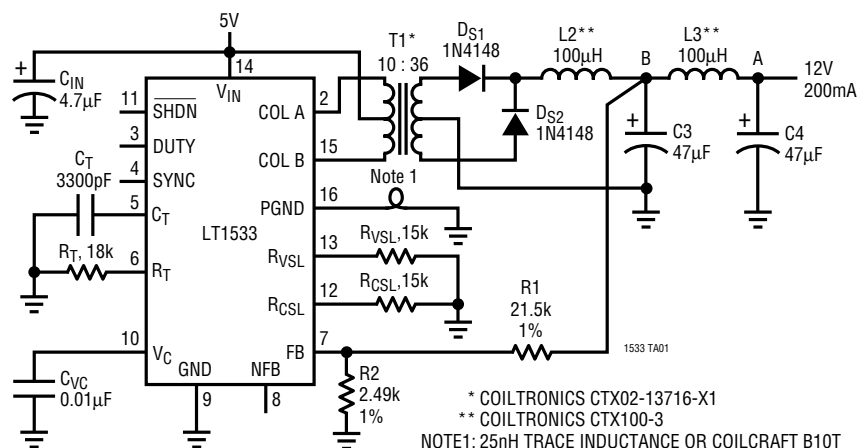 5V
T1*
10 : 36
DS1
1N4148
L2**
100µH
L3**
100µH
B
A
12V
200mA
+
CIN
4.7µF
14
VIN
11
SHDN
COL A
2
DS2
1N4148
+
C3
47µF
+
C4
47µF
3
DUTY
COL B
15
4
SYNC
CT
3300pF
5
CT
Note 1
16
PGND
LT1533
RT, 18k
6
RT
RVSL
13
RVSL,15k
RCSL
12
RCSL,15k
R1
21.5k
1%
1533 TA01
10
VC
FB
7
CVC
0.01µF
GND
9
NFB
8
R2
2.49k
1%
* COILTRONICS CTX02-13716-X1
** COILTRONICS CTX100-3
NOTE1: 25nH TRACE INDUCTANCE OR COILCRAFT B10T